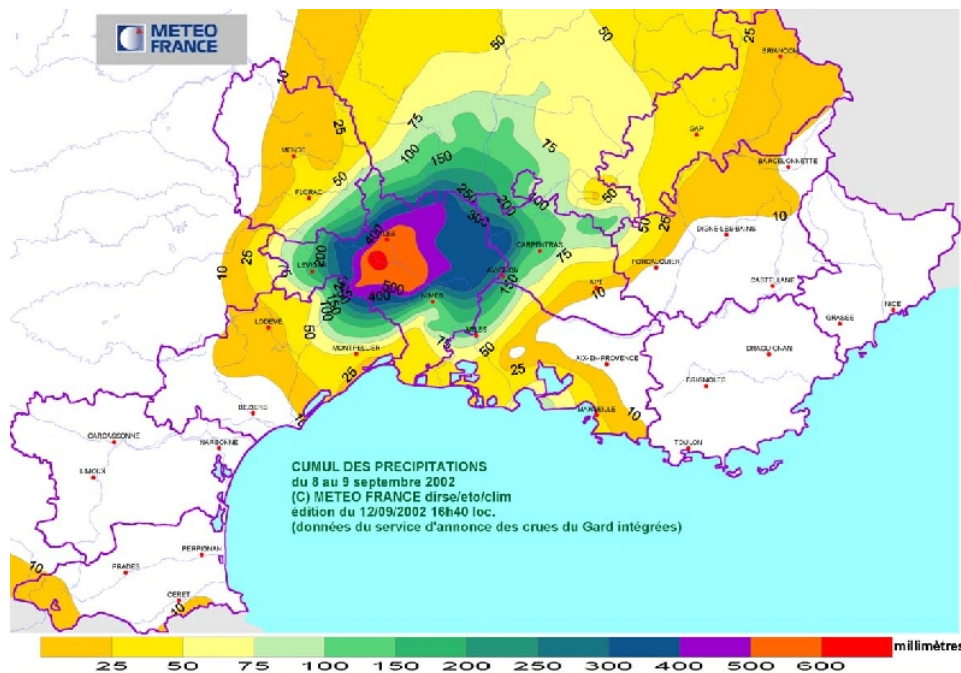 METEO
FRANCE
BRIANCON
GAP
MENDE
BARCELONNETTE
FLORAC
DIGNE-LES-BAINS
CARPENTRAS
FORCALQUIER
AVIGNON
APT
CASTELLANE
NIMES
NICE
GRASSE
LODEVE
ARLES
MONTPELLIER
DRAGUIGNAN
AIX-EN-PROVENCE
BRIGNOLES
BEZIERS
MARSEILLE
CARCASSONNE
NARBONNE
TOULON
LIMOUX
CUMUL DES PRECIPITATIONS
du 8 au 9 septembre 2002
(C) METEO FRANCE dirse/eto/clim
édition du 12/09/2002 16h40 loc.
(données du service d'annonce des crues du Gard intégrées)
PERPIGNAN
PRADES
CERET
10
10
millimètres
25 50 75 100 150 200 250 300 400 500 600